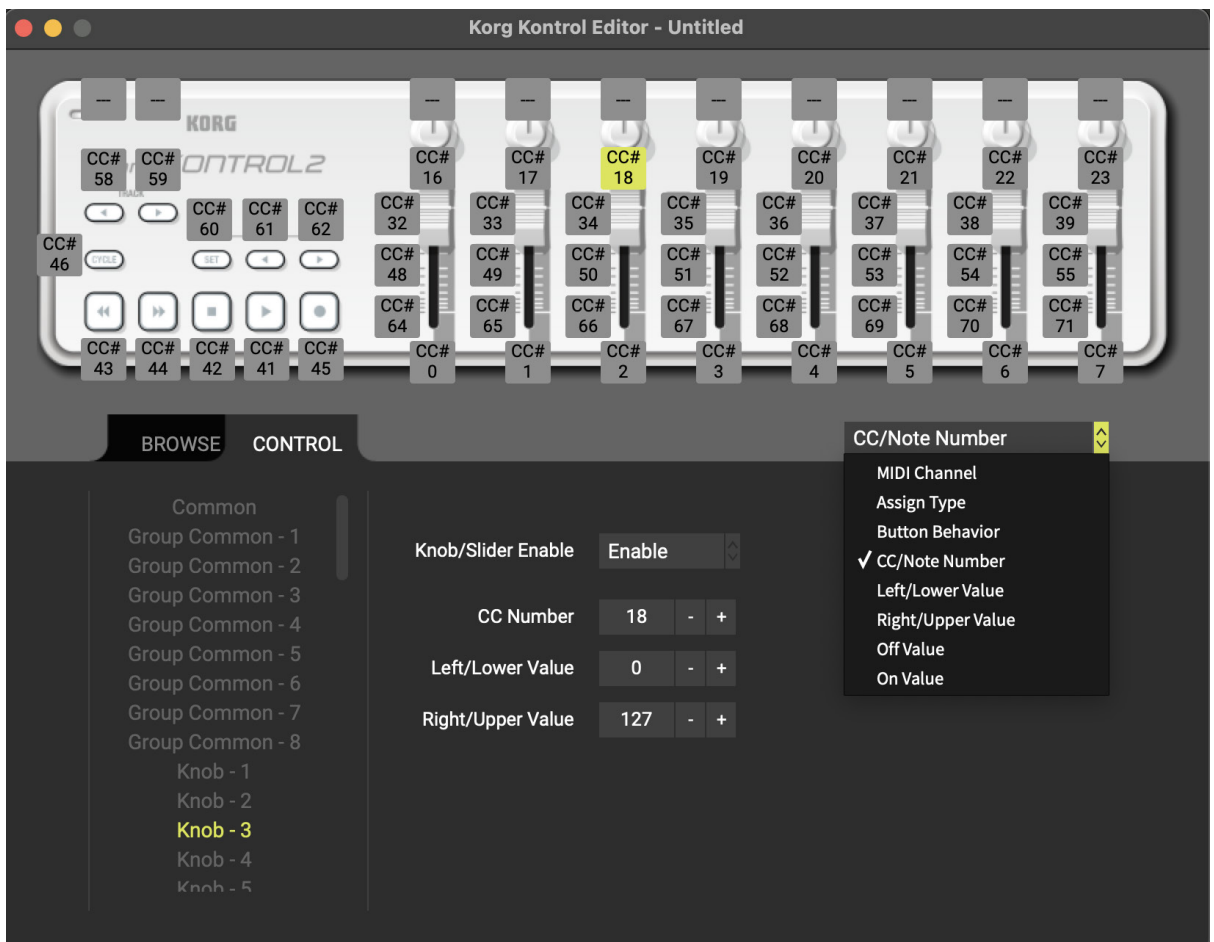 Korg Kontrol Editor - Untitled
--- --- --- --- --- --- --- --- --- ---
KORG
CONTROL2
CC# 58 CC# 59 CC# 16 CC# 17 CC# 18 CC# 19 CC# 20 CC# 21 CC# 22 CC# 23
TRACK
CC# 60 CC# 61 CC# 62 CC# 32 CC# 33 CC# 34 CC# 35 CC# 36 CC# 37 CC# 38 CC# 39
CC# 46 CYCLE SET CC# 48 CC# 49 CC# 50 CC# 51 CC# 52 CC# 53 CC# 54 CC# 55
CC# 64 CC# 65 CC# 66 CC# 67 CC# 68 CC# 69 CC# 70 CC# 71
CC# 43 CC# 44 CC# 42 CC# 41 CC# 45 CC# 0 CC# 1 CC# 2 CC# 3 CC# 4 CC# 5 CC# 6 CC# 7
BROWSE CONTROL
Common
Group Common - 1
Group Common - 2
Group Common - 3
Group Common - 4
Group Common - 5
Group Common - 6
Group Common - 7
Group Common - 8
Knob - 1
Knob - 2
Knob - 3
Knob - 4
Knob - 5
Knob/Slider Enable Enable
CC Number 18 - +
Left/Lower Value 0 - +
Right/Upper Value 127 - +
CC/Note Number
MIDI Channel
Assign Type
Button Behavior
✓ CC/Note Number
Left/Lower Value
Right/Upper Value
Off Value
On Value